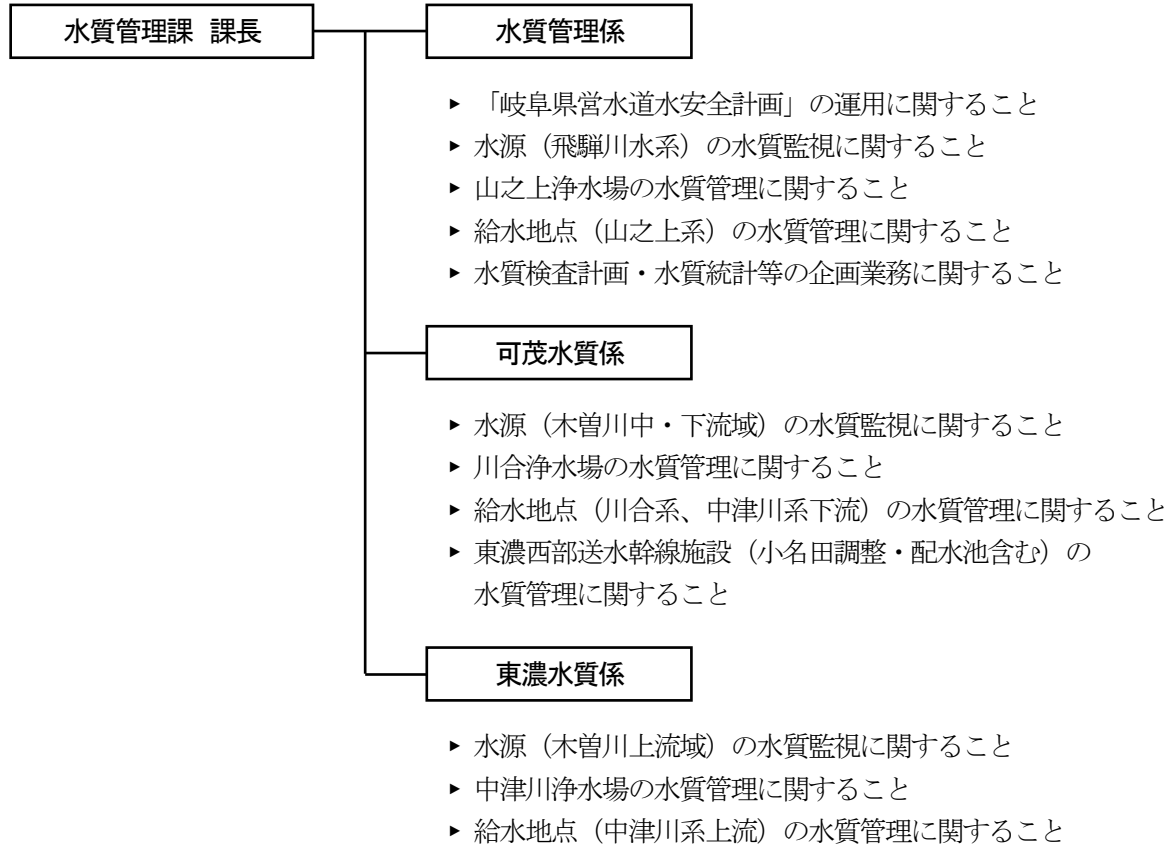 水質管理課 課長
水質管理係
▶ 「岐阜県営水道水安全計画」の運用に関すること
▶ 水源（飛騨川水系）の水質監視に関すること
▶ 山之上浄水場の水質管理に関すること
▶ 給水地点（山之上系）の水質管理に関すること
▶ 水質検査計画・水質統計等の企画業務に関すること
可茂水質係
▶ 水源（木曽川中・下流域）の水質監視に関すること
▶ 川合浄水場の水質管理に関すること
▶ 給水地点（川合系、中津川系下流）の水質管理に関すること
▶ 東濃西部送水幹線施設（小名田調整・配水池含む）の
水質管理に関すること
東濃水質係
▶ 水源（木曽川上流域）の水質監視に関すること
▶ 中津川浄水場の水質管理に関すること
▶ 給水地点（中津川系上流）の水質管理に関すること